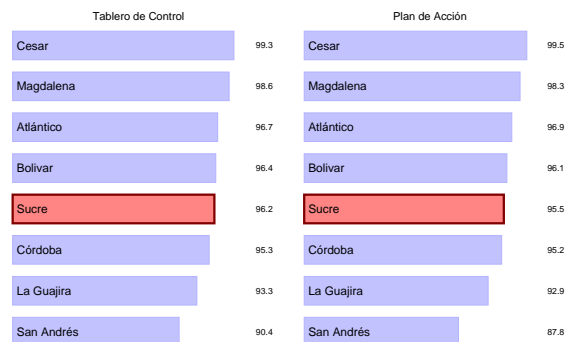 Tablero de Control
Cesar 99.3
Magdalena 98.6
Atlántico 96.7
Bolivar 96.4
Sucre 96.2
Córdoba 95.3
La Guajira 93.3
San Andrés 90.4
Plan de Acción
Cesar 99.5
Magdalena 98.3
Atlántico 96.9
Bolivar 96.1
Sucre 95.5
Córdoba 95.2
La Guajira 92.9
San Andrés 87.8